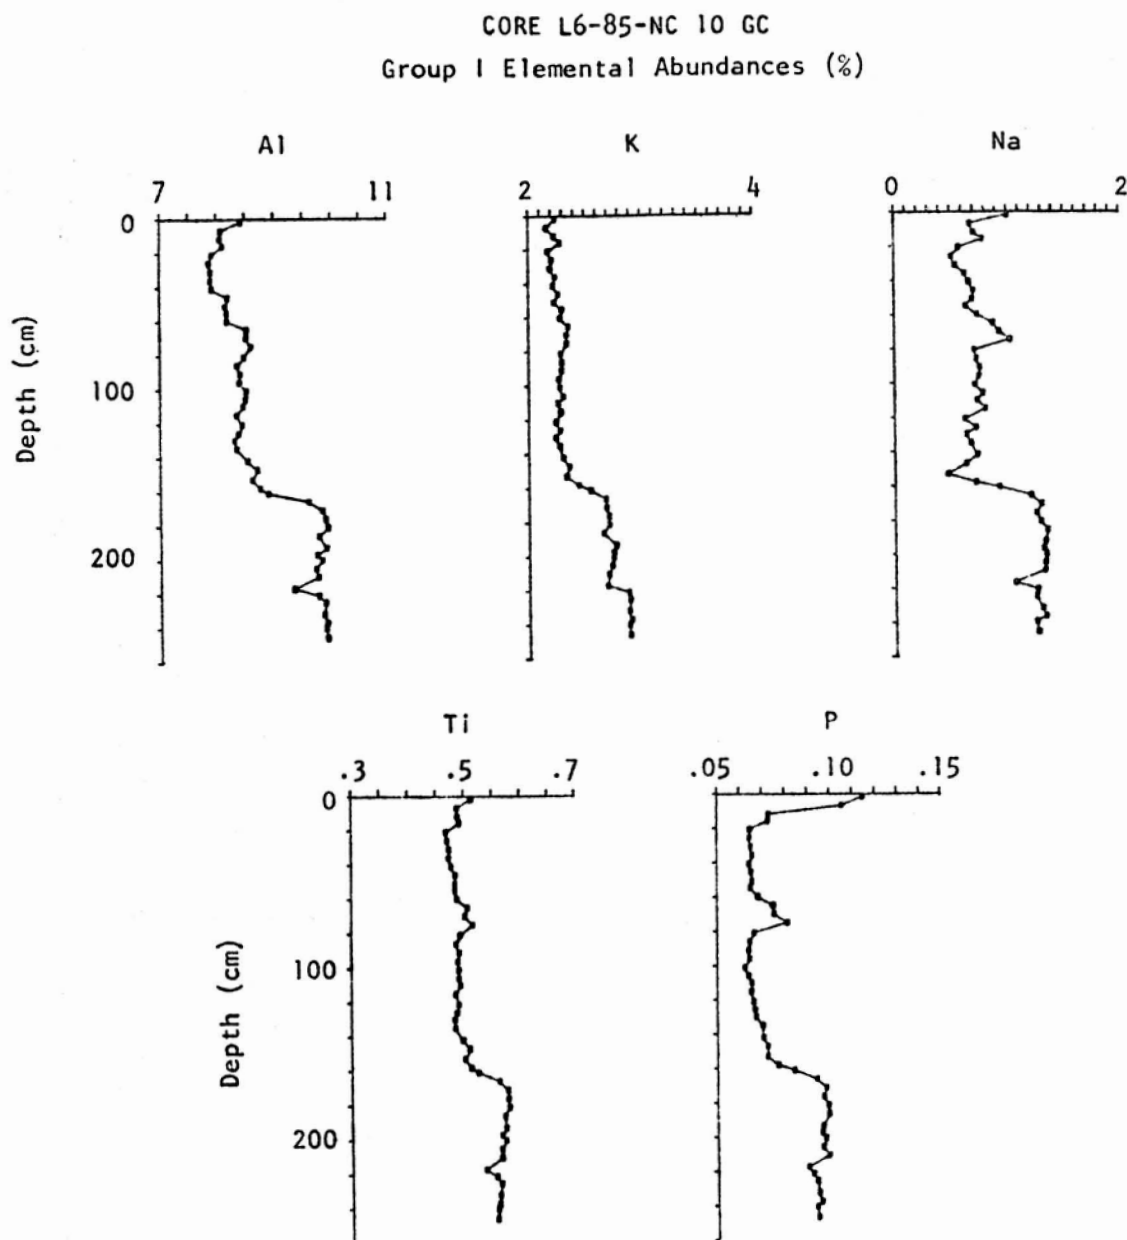 CORE L6-85-NC 10 GC
Group I Elemental Abundances (%)
Al K Na
7 11 2 4 0 2
0
100
200
Depth (cm)
Ti P
.3 .5 .7 .05 .10 .15
0
100
200
Depth (cm)